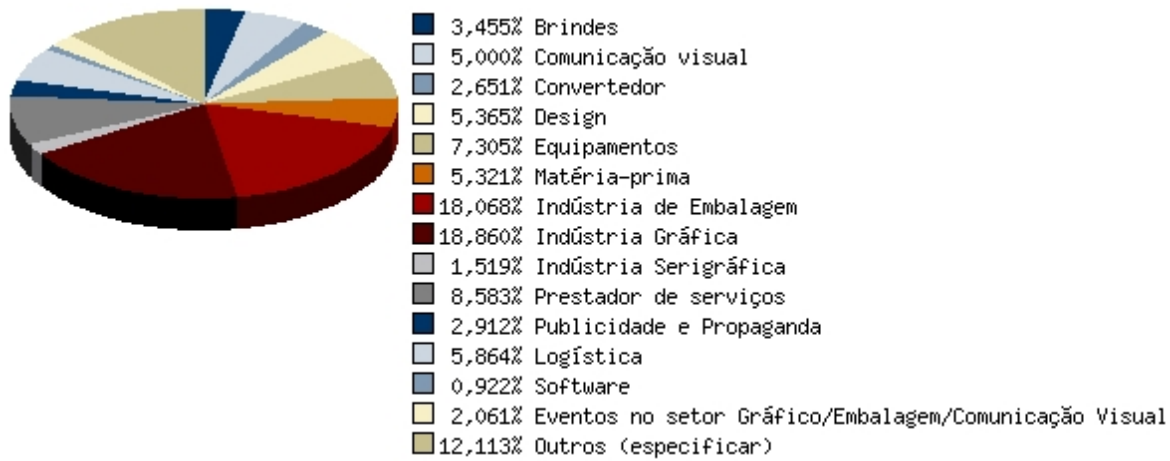 3,455% Brindes
5,000% Comunicação visual
2,651% Convertedor
5,365% Design
7,305% Equipamentos
5,321% Matéria-prima
18,068% Indústria de Embalagem
18,860% Indústria Gráfica
1,519% Indústria Serigráfica
8,583% Prestador de serviços
2,912% Publicidade e Propaganda
5,864% Logística
0,922% Software
2,061% Eventos no setor Gráfico/Embalagem/Comunicação Visual
12,113% Outros (especificar)